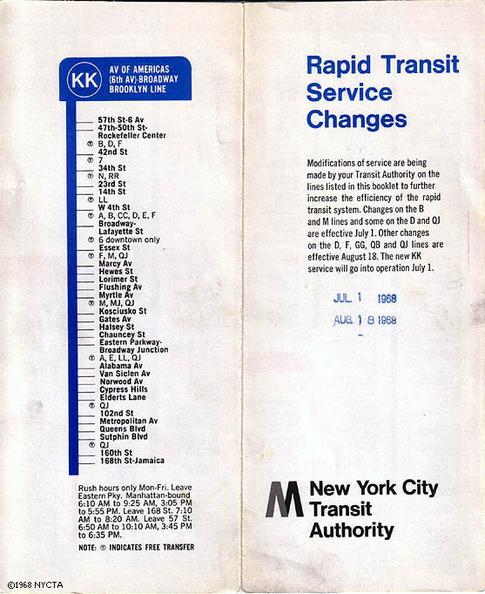 KK
AV OF AMERICAS
(6th AV)-BROADWAY
BROOKLYN LINE
57th St-6 Av
47th-50th St-
Rockefeller Center
Ⓣ B, D, F
42nd St
Ⓣ 7
34th St
Ⓣ N, RR
23rd St
14th St
Ⓣ LL
W 4th St
Ⓣ A, B, CC, D, E, F
Broadway-
Lafayette St
Ⓣ 6 downtown only
Essex St
Ⓣ F, M, QJ
Marcy Av
Hewes St
Lorimer St
Flushing Av
Myrtle Av
Ⓣ M, MJ, QJ
Kosciusko St
Gates Av
Halsey St
Chauncey St
Eastern Parkway-
Broadway Junction
Ⓣ A, E, LL, QJ
Alabama Av
Van Siclen Av
Norwood Av
Cypress Hills
Elderts Lane
Ⓣ QJ
102nd St
Metropolitan Av
Queens Blvd
Sutphin Blvd
Ⓣ QJ
160th St
168th St-Jamaica
Rush hours only Mon-Fri. Leave
Eastern Pky. Manhattan-bound
6:10 AM to 9:25 AM, 3:05 PM
to 5:55 PM. Leave 168 St. 7:10
AM to 8:20 AM. Leave 57 St.
6:50 AM to 10:10 AM, 3:45 PM
to 6:35 PM.
NOTE: Ⓣ INDICATES FREE TRANSFER
©1968 NYCTA
Rapid Transit
Service
Changes
Modifications of service are being
made by your Transit Authority on the
lines listed in this booklet to further
increase the efficiency of the rapid
transit system. Changes on the B
and M lines and some on the D and QJ
are effective July 1. Other changes
on the D, F, GG, QB and QJ lines are
effective August 18. The new KK
service will go into operation July 1.
JUL 1 1968
AUG 18 1968
M New York City
Transit
Authority